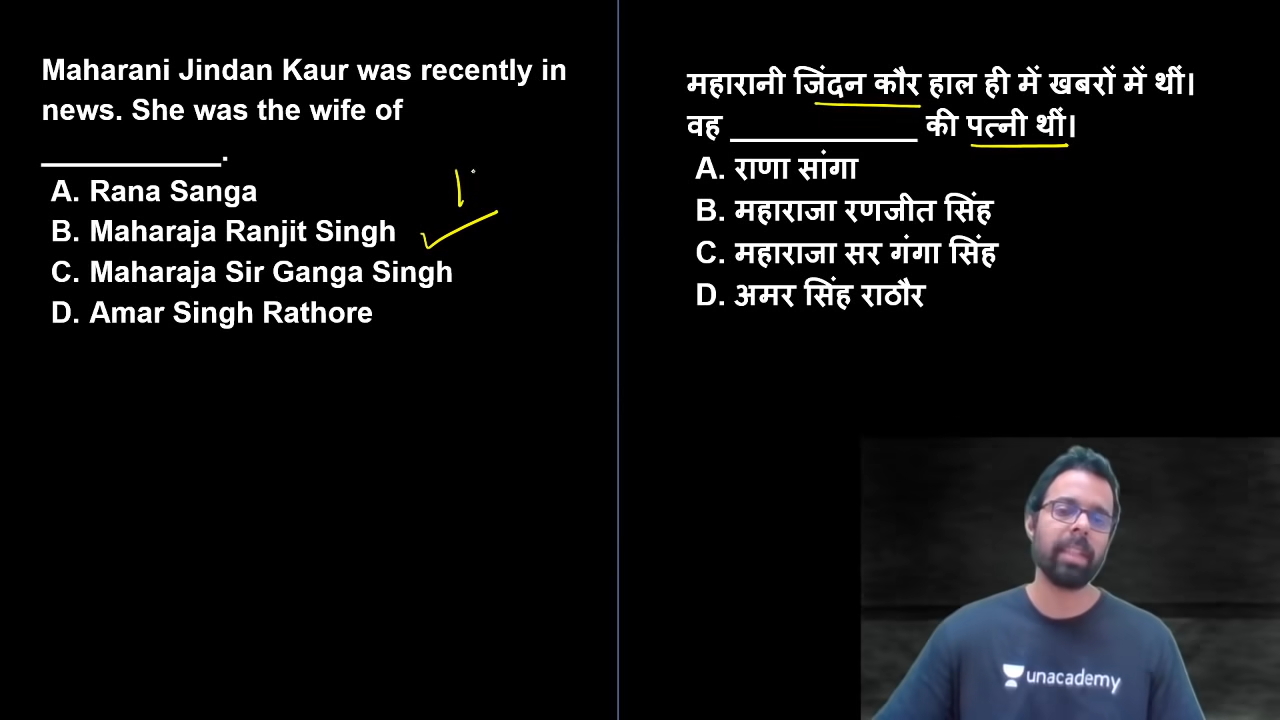 Maharani Jindan Kaur was recently in
news. She was the wife of
___________.
A. Rana Sanga
B. Maharaja Ranjit Singh
C. Maharaja Sir Ganga Singh
D. Amar Singh Rathore
महारानी जिंदन कौर हाल ही में खबरों में थीं।
वह ___________ की पत्नी थीं।
A. राणा सांगा
B. महाराजा रणजीत सिंह
C. महाराजा सर गंगा सिंह
D. अमर सिंह राठौर
unacademy